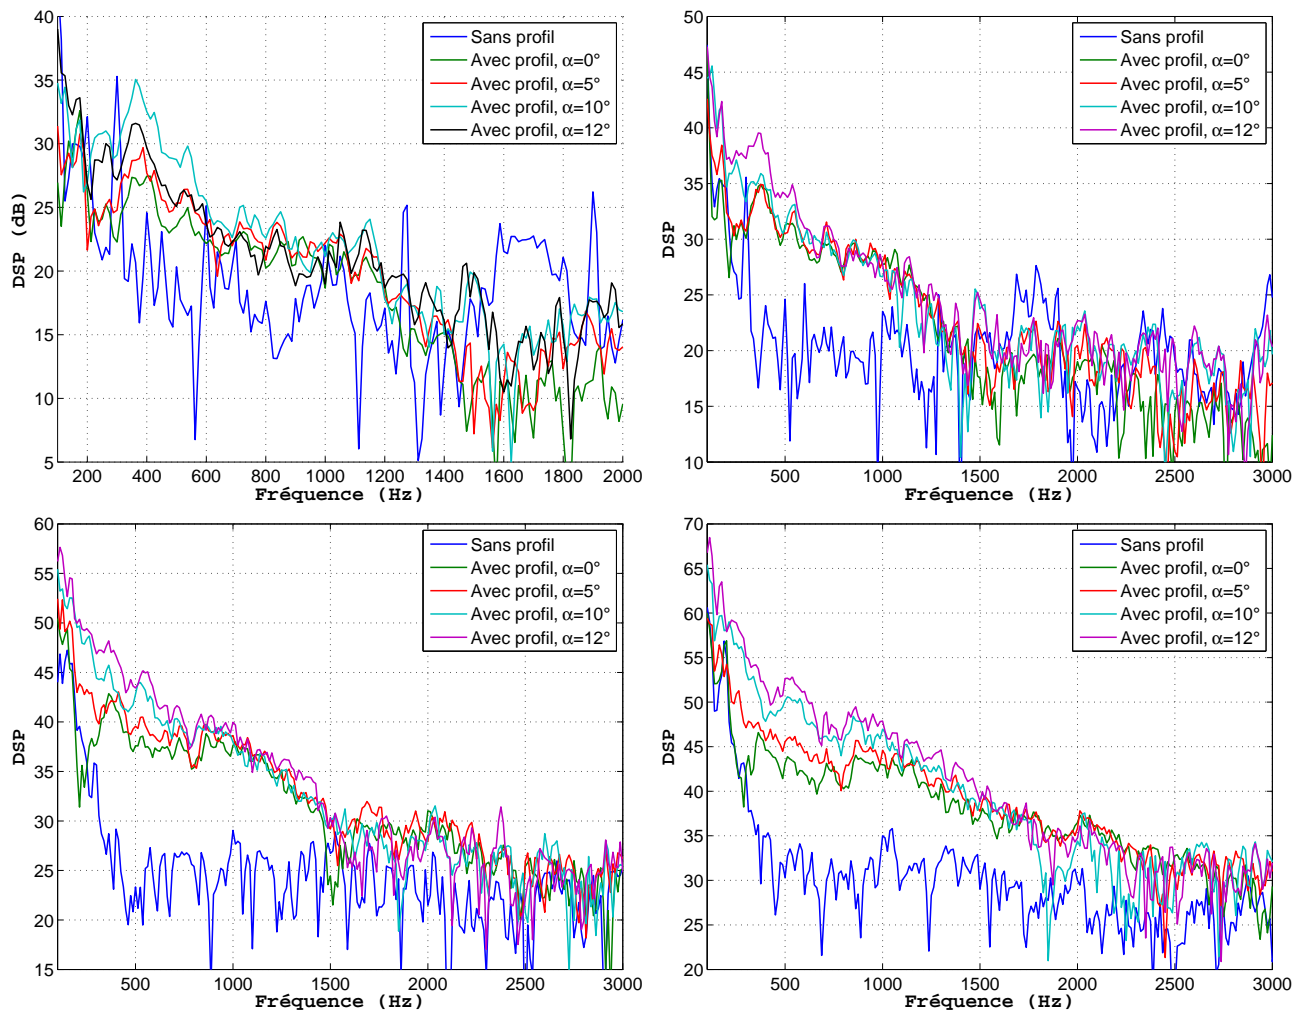 40
35
30
25
20
15
10
5
DSP (dB)
200 400 600 800 1000 1200 1400 1600 1800 2000
Fréquence (Hz)
Sans profil
Avec profil, α=0°
Avec profil, α=5°
Avec profil, α=10°
Avec profil, α=12°
50
45
40
35
30
25
20
15
10
DSP
500 1000 1500 2000 2500 3000
Fréquence (Hz)
Sans profil
Avec profil, α=0°
Avec profil, α=5°
Avec profil, α=10°
Avec profil, α=12°
60
55
50
45
40
35
30
25
20
15
DSP
500 1000 1500 2000 2500 3000
Fréquence (Hz)
Sans profil
Avec profil, α=0°
Avec profil, α=5°
Avec profil, α=10°
Avec profil, α=12°
70
65
60
55
50
45
40
35
30
25
20
DSP
500 1000 1500 2000 2500 3000
Fréquence (Hz)
Sans profil
Avec profil, α=0°
Avec profil, α=5°
Avec profil, α=10°
Avec profil, α=12°